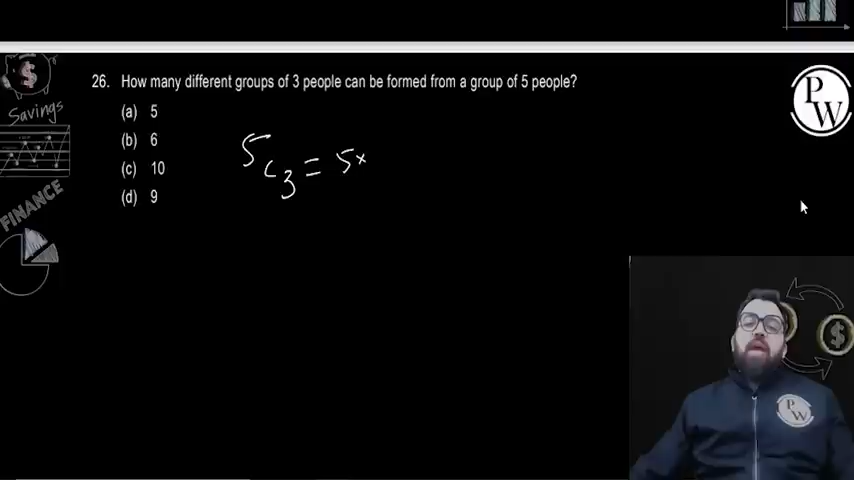 Savings
FINANCE
26. How many different groups of 3 people can be formed from a group of 5 people?
(a) 5
(b) 6
(c) 10
(d) 9
5c3 = 5×
PW
PW